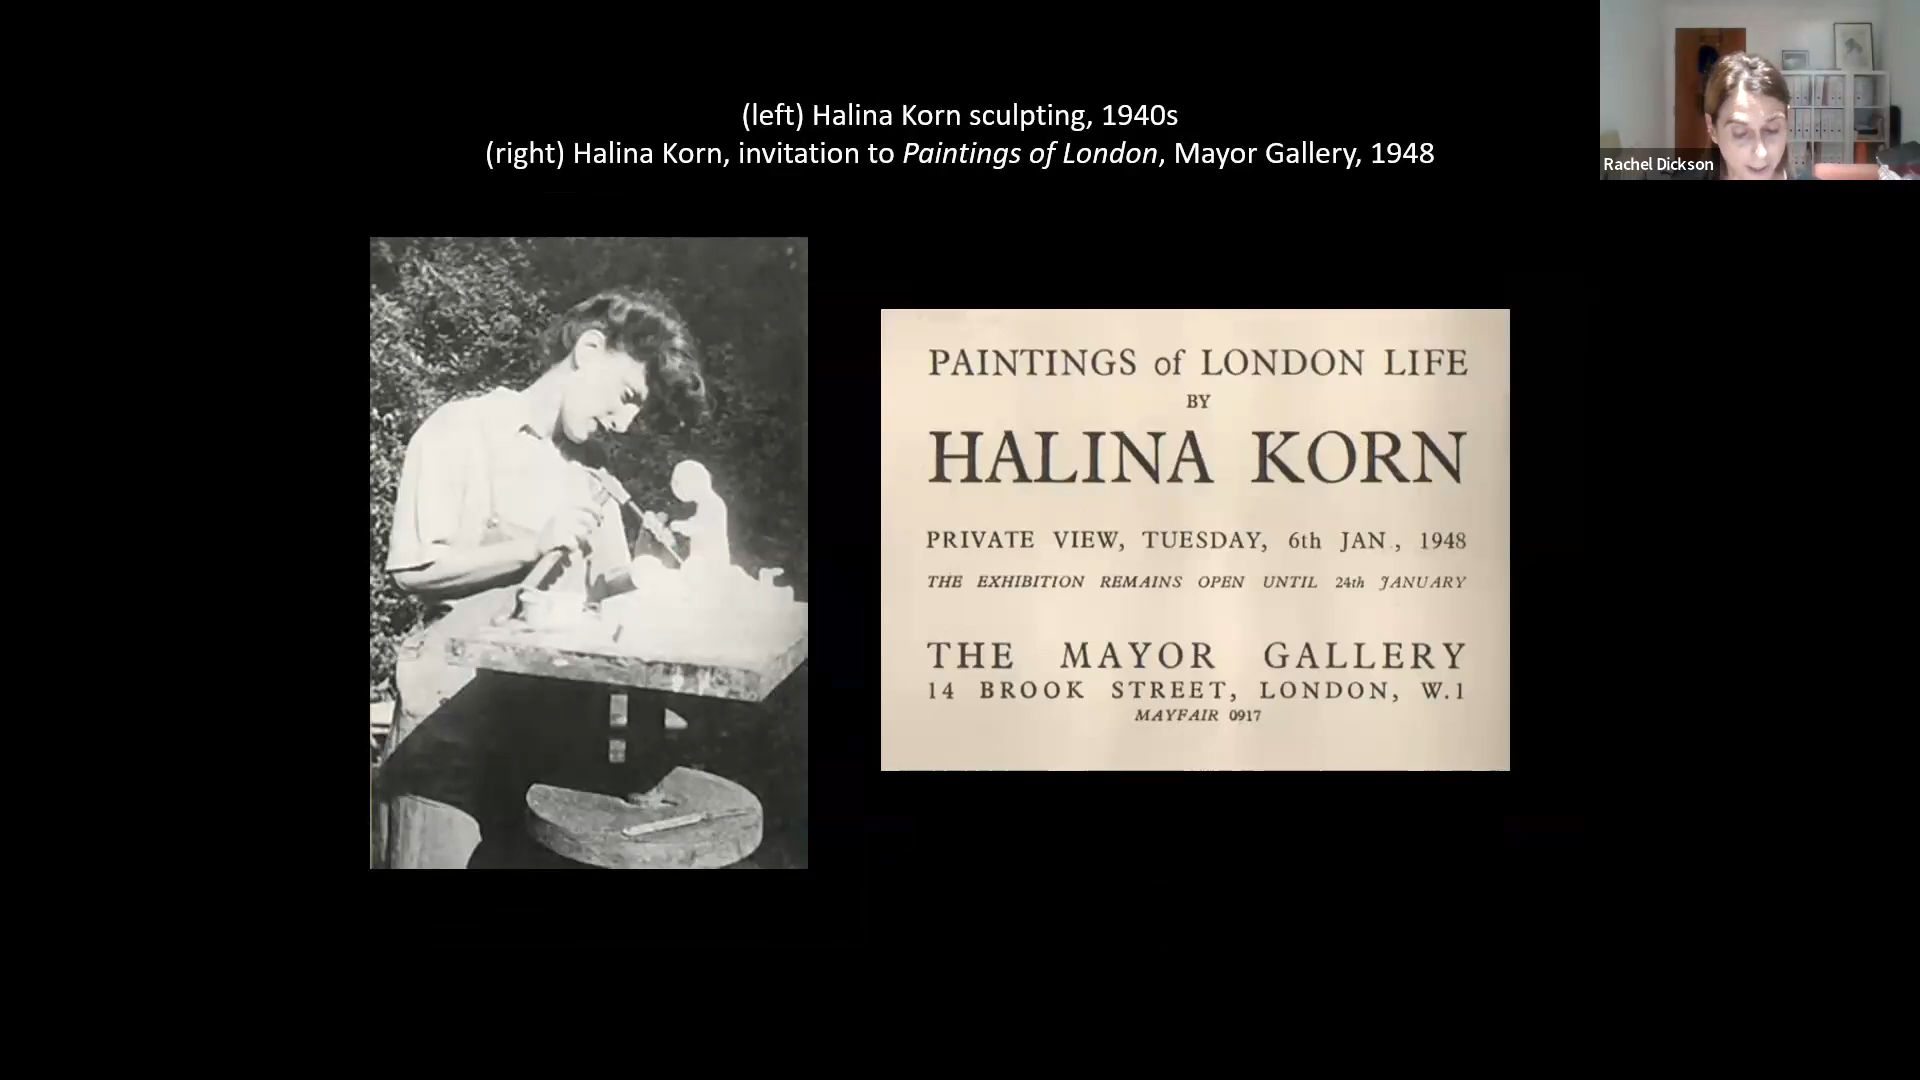 (left) Halina Korn sculpting, 1940s
(right) Halina Korn, invitation to Paintings of London, Mayor Gallery, 1948
Rachel Dickson
PAINTINGS of LONDON LIFE
BY
HALINA KORN
PRIVATE VIEW, TUESDAY, 6th JAN., 1948
THE EXHIBITION REMAINS OPEN UNTIL 24th JANUARY
THE MAYOR GALLERY
14 BROOK STREET, LONDON, W.1
MAYFAIR 0917